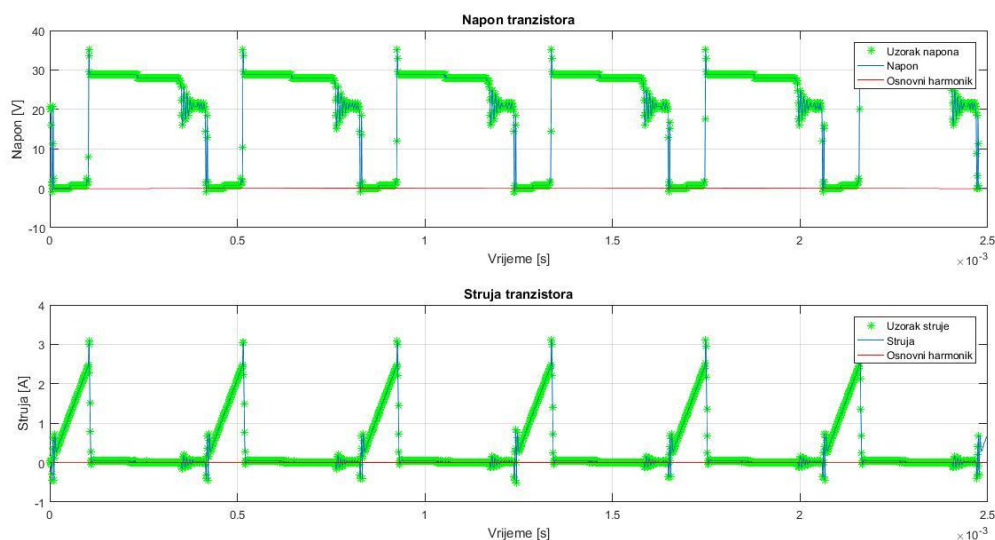 Napon tranzistora
40
30
20
10
0
-10
Napon [V]
Uzorak napona
Napon
Osnovni harmonik
0 0.5 1 1.5 2 2.5
Vrijeme [s]
×10⁻³
Struja tranzistora
4
3
2
1
0
-1
Struja [A]
Uzorak struje
Struja
Osnovni harmonik
0 0.5 1 1.5 2 2.5
Vrijeme [s]
×10⁻³